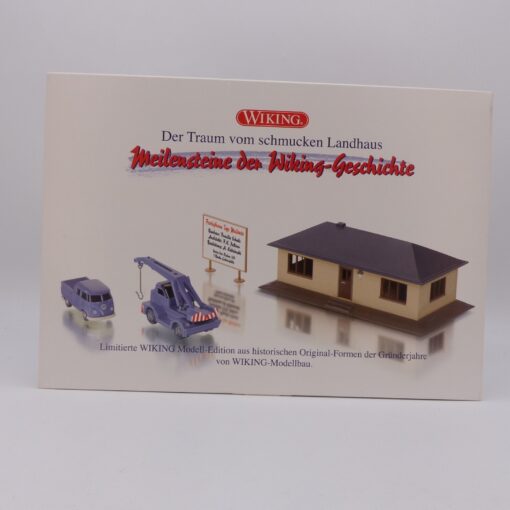 WIKING
Der Traum vom schmucken Landhaus
Meilensteine der Wiking-Geschichte
Limitierte WIKING Modell-Edition aus historischen Original-Formen der Gründerjahre
von WIKING-Modellbau.